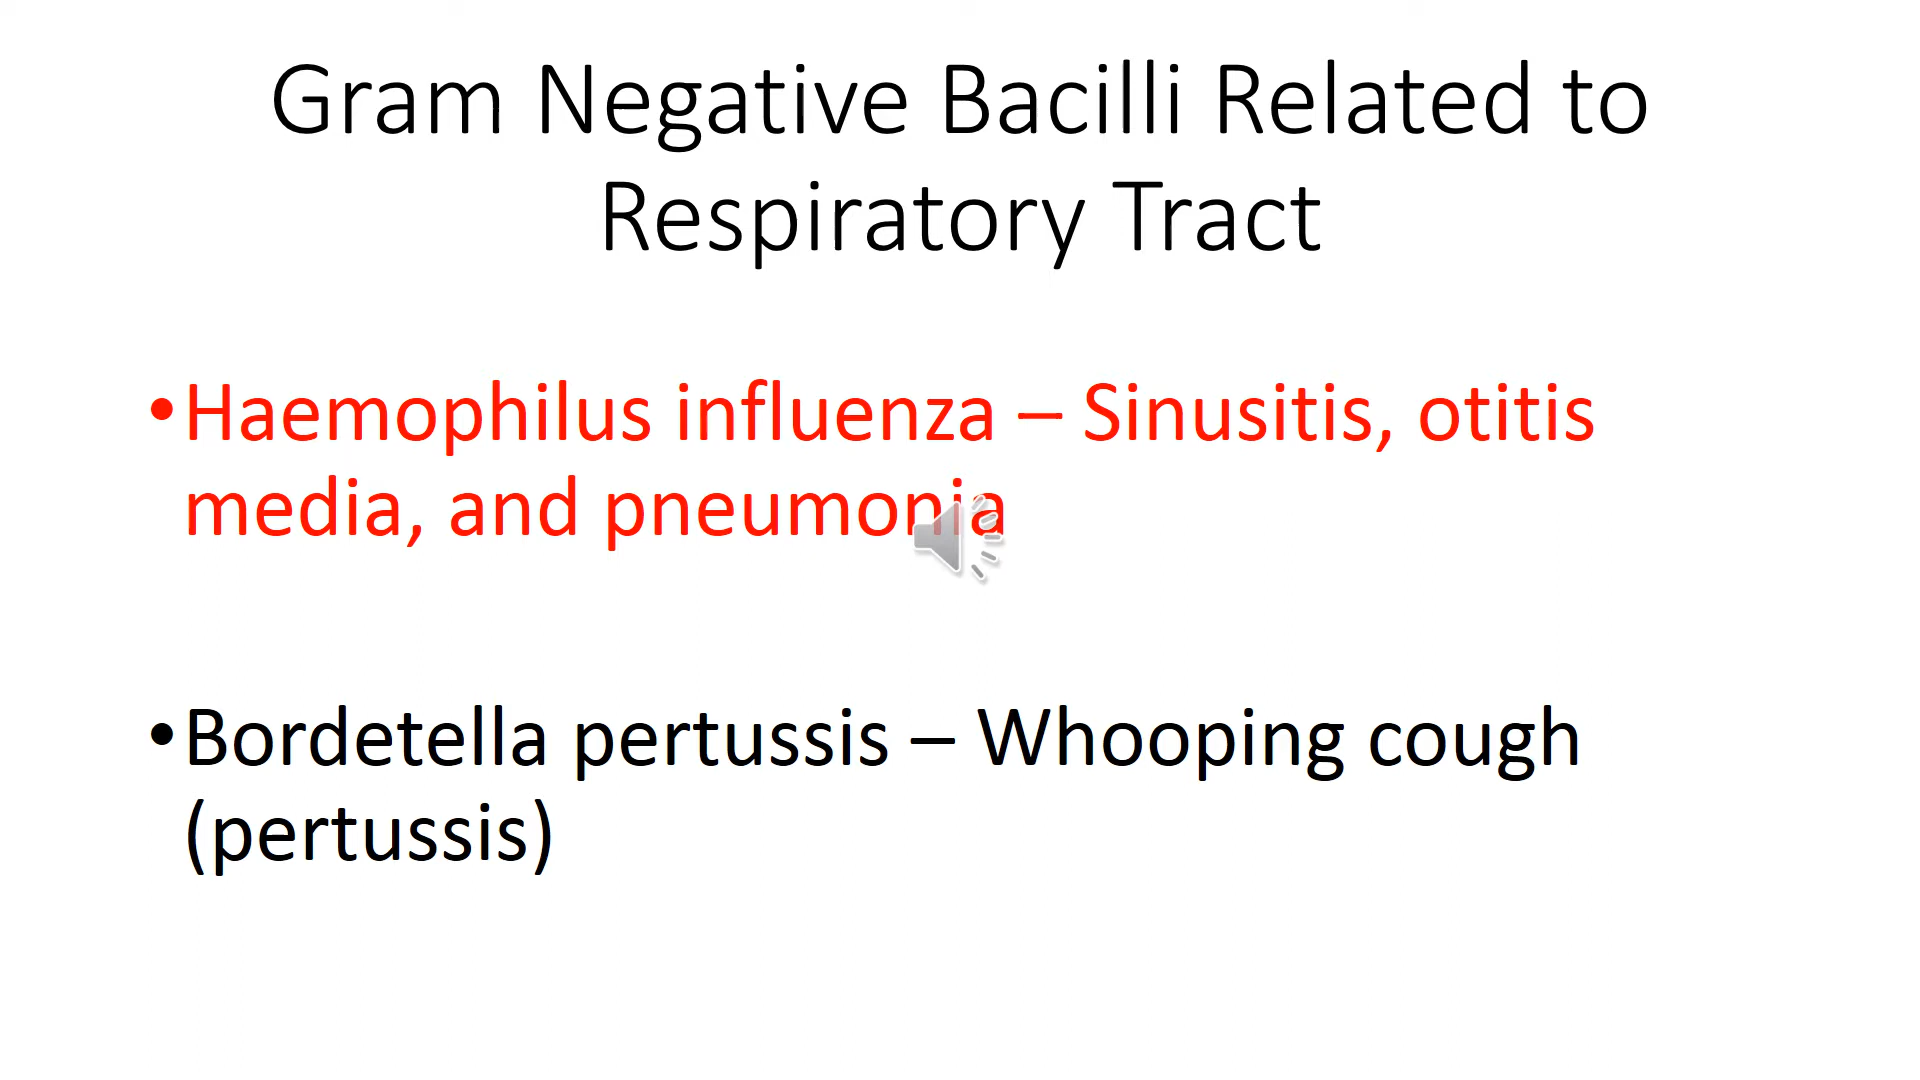 Gram Negative Bacilli Related to
Respiratory Tract
•Haemophilus influenza – Sinusitis, otitis
media, and pneumonia
•Bordetella pertussis – Whooping cough
(pertussis)